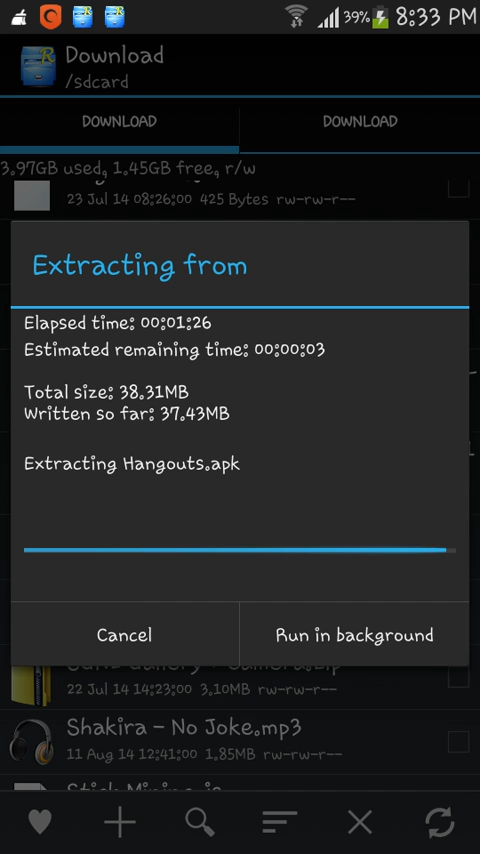 39% 8:33 PM
Download
/sdcard
DOWNLOAD DOWNLOAD
3.97GB used, 1.45GB free, r/w
23 Jul 14 08:26:00 425 Bytes rw-rw-r--
Extracting from
Elapsed time: 00:01:26
Estimated remaining time: 00:00:03
Total size: 38.31MB
Written so far: 37.43MB
Extracting Hangouts.apk
Cancel Run in background
22 Jul 14 14:23:00 3.10MB rw-rw-r--
Shakira - No Joke.mp3
11 Aug 14 12:41:00 1.85MB rw-rw-r--